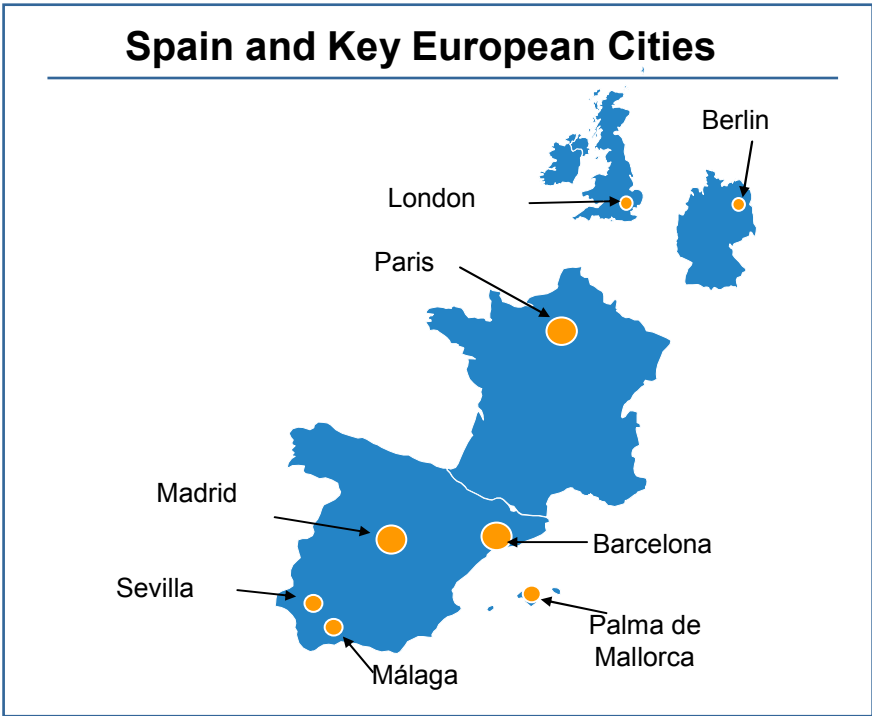 Spain and Key European Cities
Berlin
London
Paris
Madrid
Barcelona
Sevilla
Palma de
Mallorca
Málaga